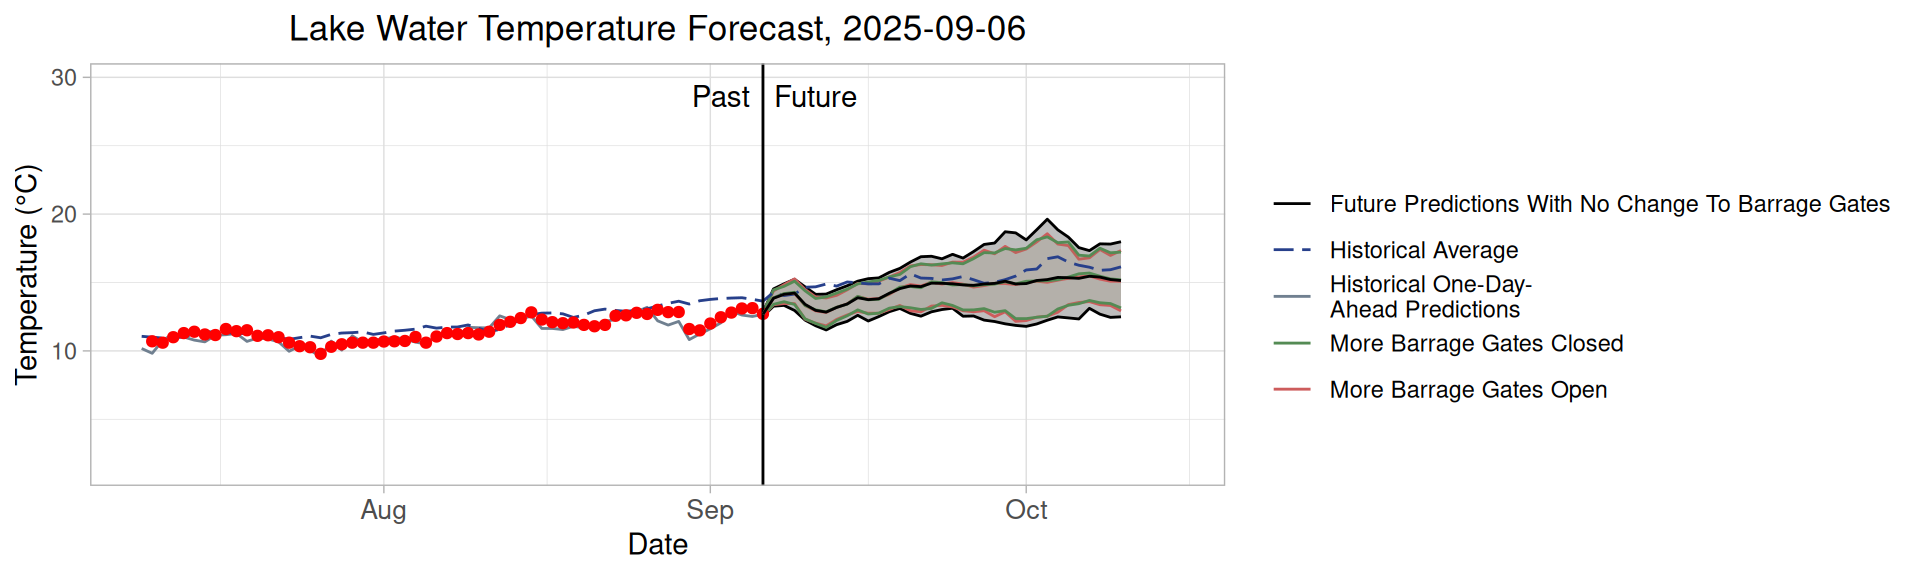 Lake Water Temperature Forecast, 2025-09-06
Past
Future
30
20
10
Temperature (°C)
Aug
Sep
Oct
Date
Future Predictions With No Change To Barrage Gates
Historical Average
Historical One-Day-
Ahead Predictions
More Barrage Gates Closed
More Barrage Gates Open